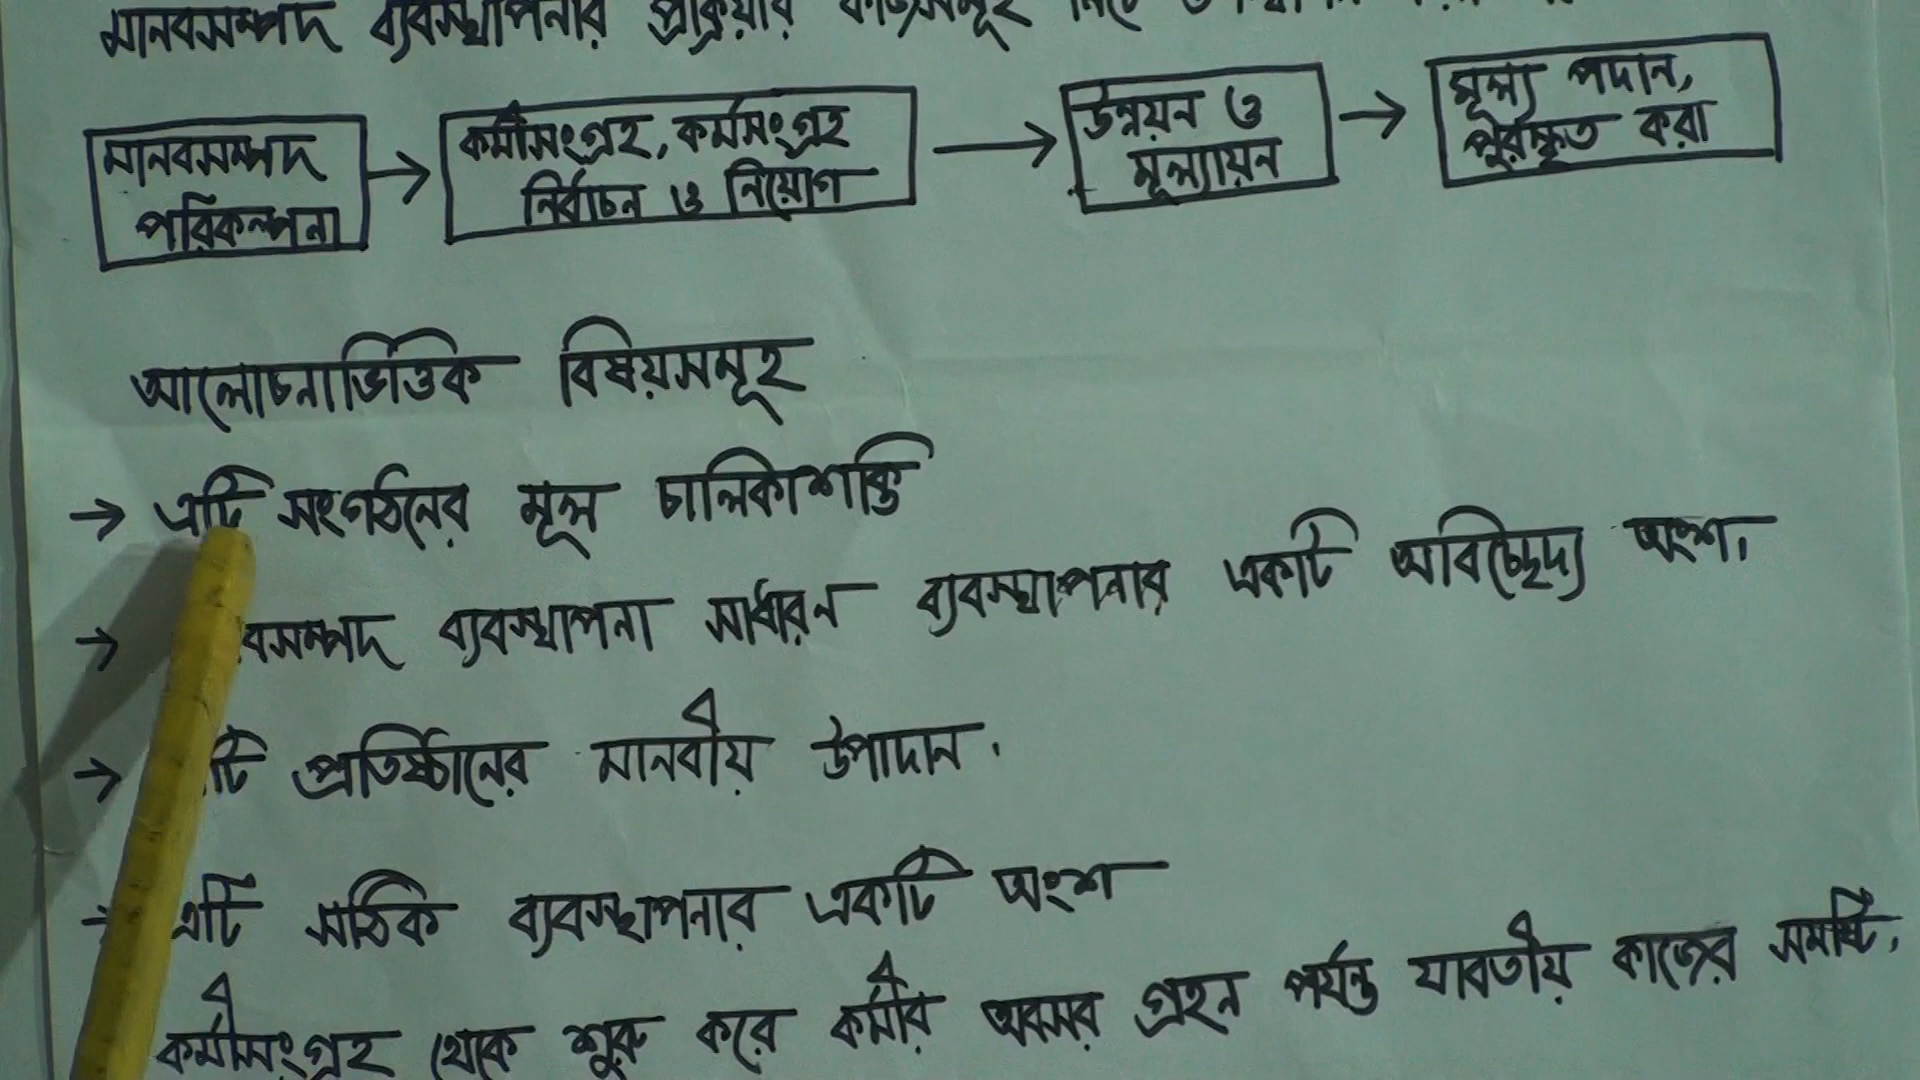 মানবসম্পদ ব্যবস্থাপনার প্রক্রিয়ার কাজসমূহ
মানবসম্পদ
পরিকল্পনা
কর্মীসংগ্রহ, কর্মসংগ্রহ
নির্বাচন ও নিয়োগ
উন্নয়ন ও
মূল্যায়ন
মূল্য পদান,
পুরস্কৃত করা
আলোচনাভিত্তিক বিষয়সমূহ
→ এটি সংগঠনের মূল চালিকাশক্তি
→ বসম্পদ ব্যবস্থাপনা সাধারন ব্যবস্থাপনার একটি অবিচ্ছেদ্য অংশ।
→ টি প্রতিষ্ঠানের মানবীয় উপাদান.
→ এটি সঠিক ব্যবস্থাপনার একটি অংশ
কর্মীসংগ্রহ থেকে শুরু করে কর্মীর অবসর গ্রহন পর্যন্ত যাবতীয় কাজের সমষ্টি.